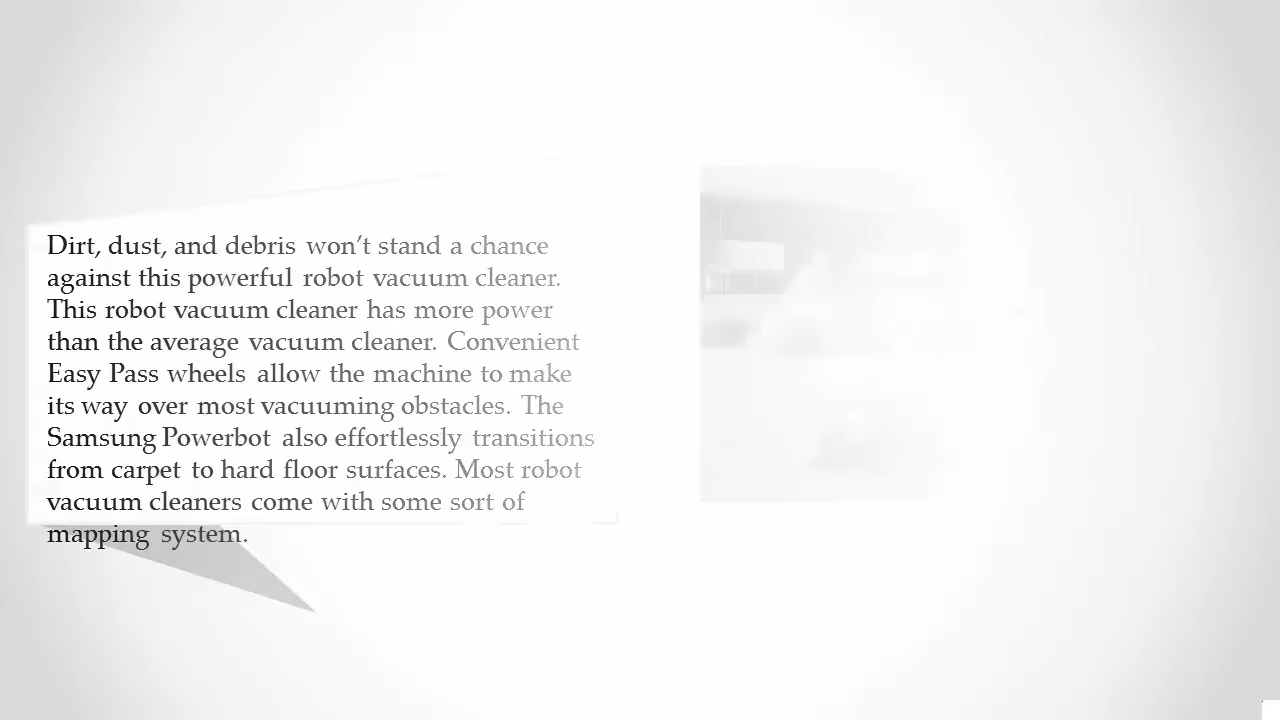 Dirt, dust, and debris won't stand a chance
against this powerful robot vacuum cleaner.
This robot vacuum cleaner has more power
than the average vacuum cleaner. Convenient
Easy Pass wheels allow the machine to make
its way over most vacuuming obstacles. The
Samsung Powerbot also effortlessly transitions
from carpet to hard floor surfaces. Most robot
vacuum cleaners come with some sort of
mapping system.